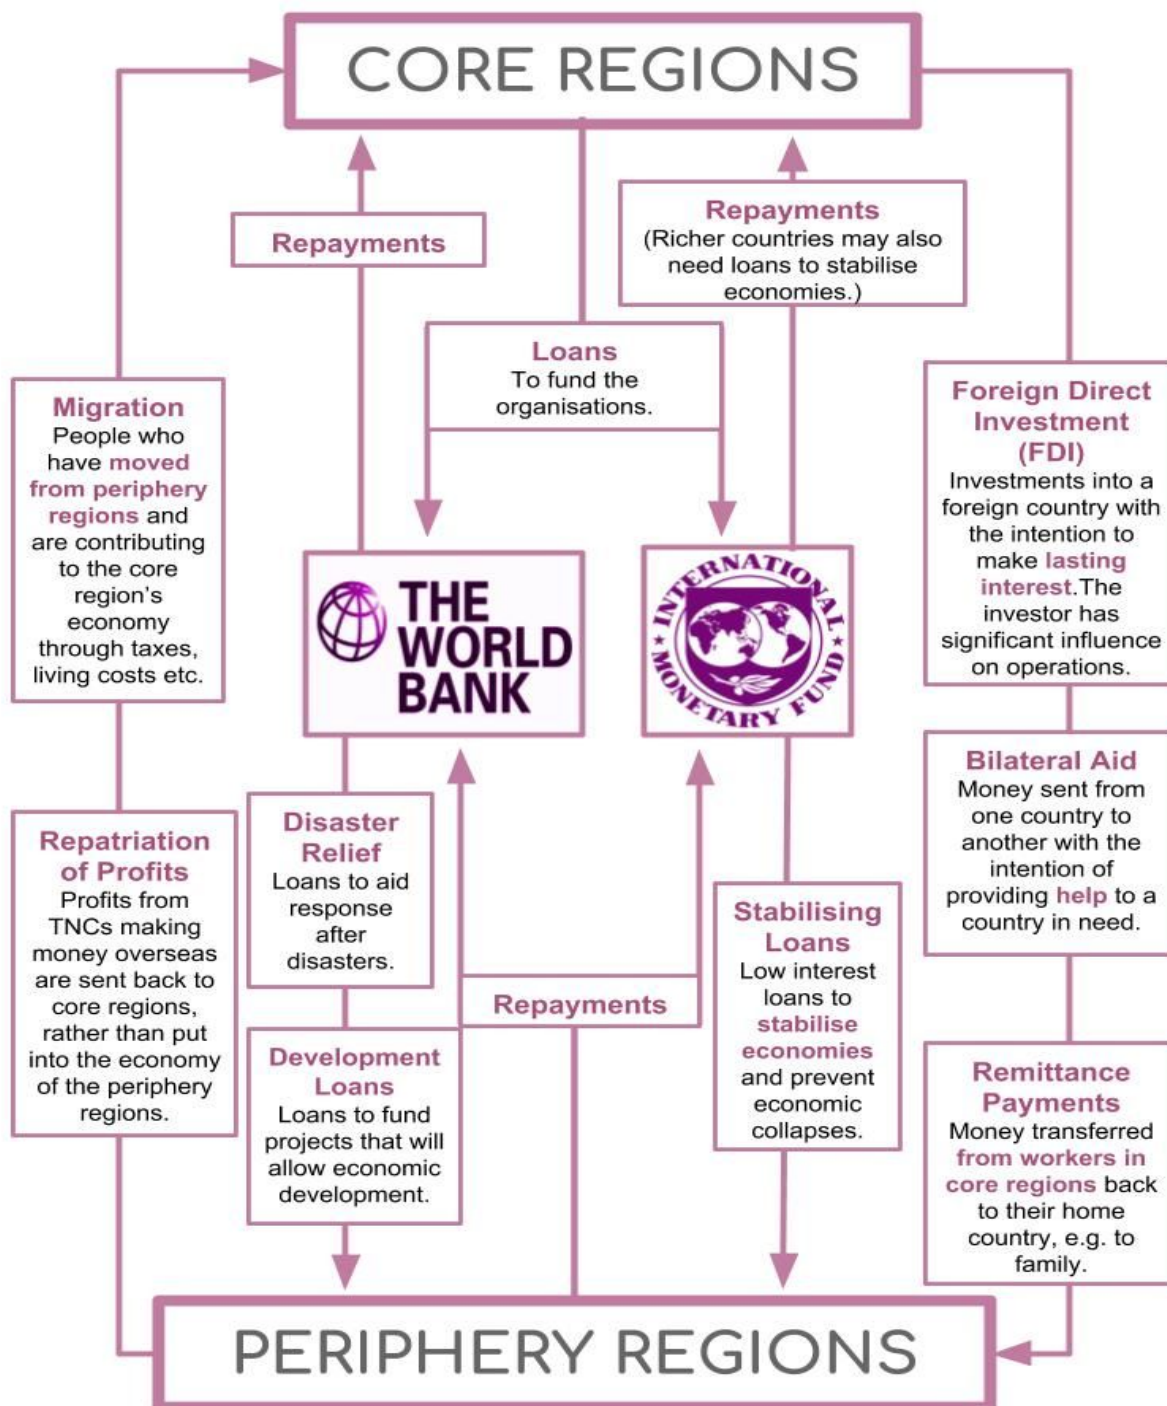 CORE REGIONS
Repayments
Repayments
(Richer countries may also
need loans to stabilise
economies.)
Loans
To fund the
organisations.
Migration
People who
have moved
from periphery
regions and
are contributing
to the core
region's
economy
through taxes,
living costs etc.
Foreign Direct
Investment
(FDI)
Investments into a
foreign country with
the intention to
make lasting
interest.The
investor has
significant influence
on operations.
THE
WORLD
BANK
INTERNATIONAL
MONETARY FUND
Repatriation
of Profits
Profits from
TNCs making
money overseas
are sent back to
core regions,
rather than put
into the economy
of the periphery
regions.
Disaster
Relief
Loans to aid
response
after
disasters.
Development
Loans
Loans to fund
projects that will
allow economic
development.
Repayments
Stabilising
Loans
Low interest
loans to
stabilise
economies
and prevent
economic
collapses.
Bilateral Aid
Money sent from
one country to
another with the
intention of
providing help to a
country in need.
Remittance
Payments
Money transferred
from workers in
core regions back
to their home
country, e.g. to
family.
PERIPHERY REGIONS